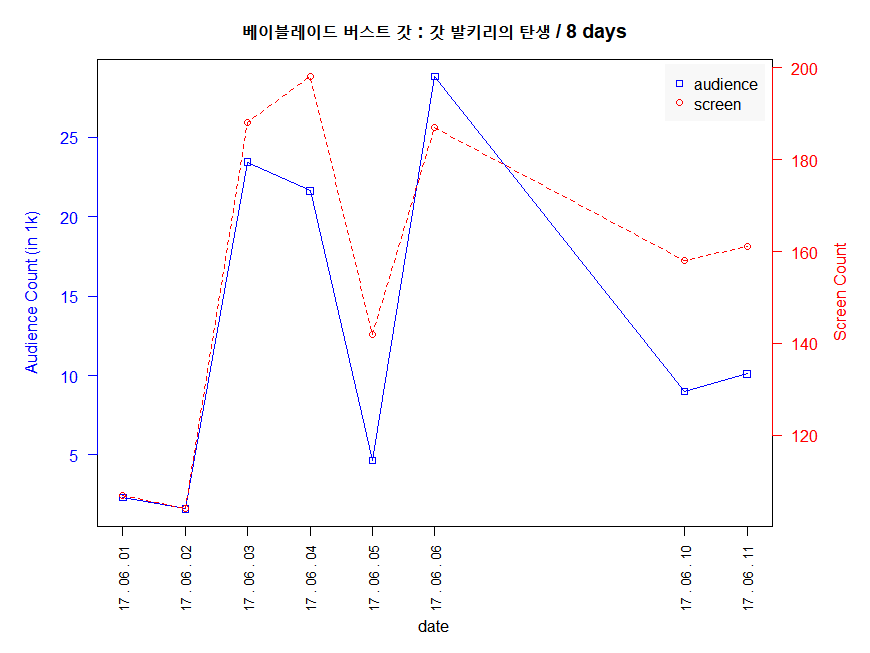 베이블레이드 버스트 갓 : 갓 발키리의 탄생 / 8 days
audience
screen
Audience Count (in 1k)
25
20
15
10
5
200
180
160
140
120
Screen Count
17 . 06 . 01
17 . 06 . 02
17 . 06 . 03
17 . 06 . 04
17 . 06 . 05
17 . 06 . 06
17 . 06 . 10
17 . 06 . 11
date